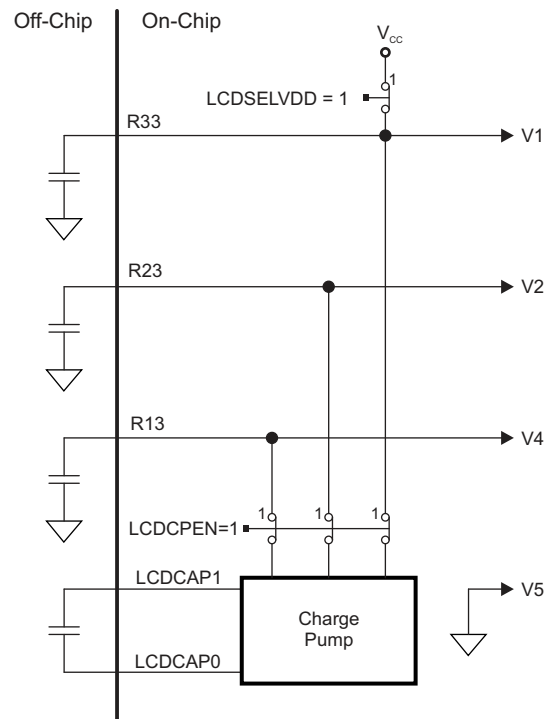 Off-Chip
On-Chip
VCC
1
LCDSELVDD = 1
R33
V1
R23
V2
R13
V4
1
1
1
LCDCPEN=1
LCDCAP1
V5
Charge
Pump
LCDCAP0